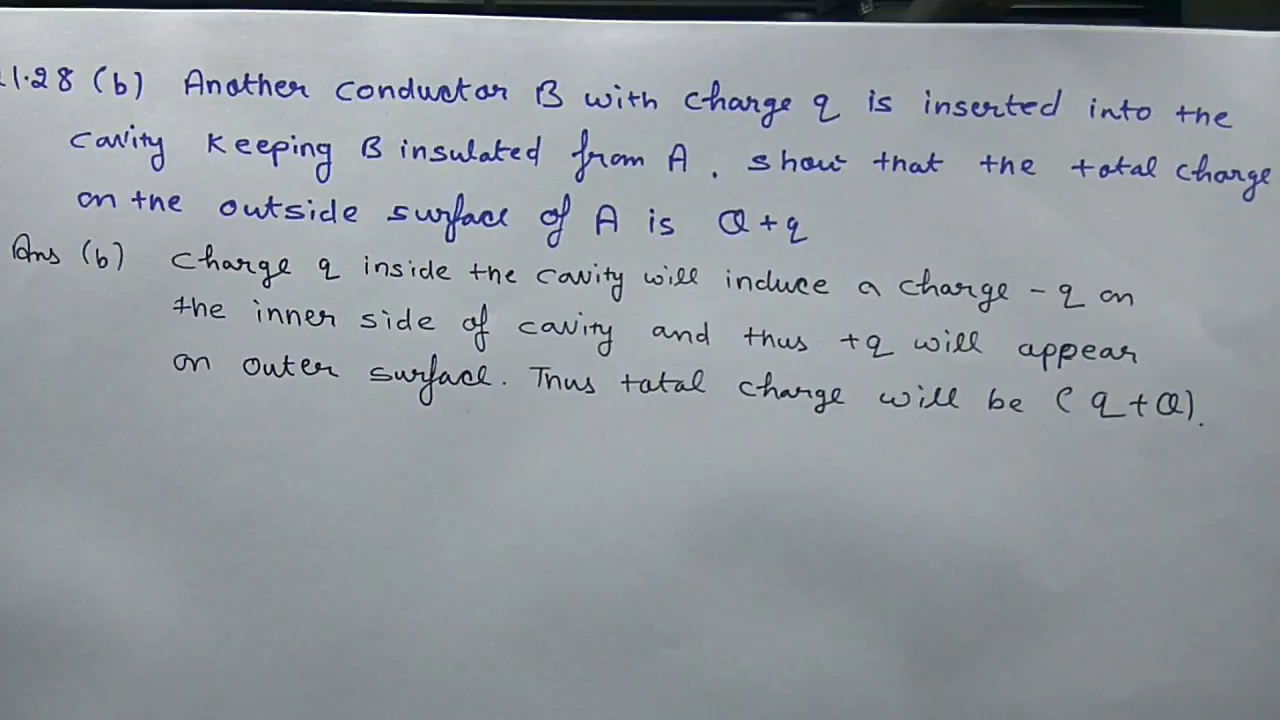 1.28 (b) Another conductor B with charge q is inserted into the
cavity keeping B insulated from A. show that the total charge
on the outside surface of A is Q+q
Ans (b) charge q inside the cavity will induce a charge -q on
the inner side of cavity and thus +q will appear
on outer surface. Thus total charge will be (q+Q).